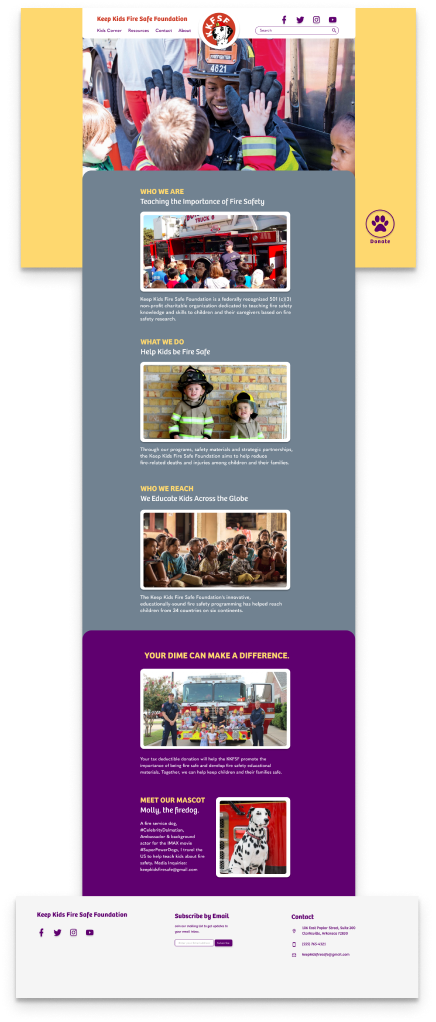 Keep Kids Fire Safe Foundation
Kids Corner Resources Contact About
KKFSF
Search
FIREFIGHTER
4621
WHO WE ARE
Teaching the Importance of Fire Safety
TRUCK 8
Keep Kids Fire Safe Foundation is a federally recognized 501 (c)(3)
non-profit charitable organization dedicated to teaching fire safety
knowledge and skills to children and their caregivers based on fire
safety research.
Donate
WHAT WE DO
Help Kids be Fire Safe
Through our programs, safety materials and strategic partnerships,
the Keep Kids Fire Safe Foundation aims to help reduce
fire-related deaths and injuries among children and their families.
WHO WE REACH
We Educate Kids Across the Globe
The Keep Kids Fire Safe Foundation's innovative,
educationally-sound fire safety programming has helped reach
children from 24 countries on six continents.
YOUR DIME CAN MAKE A DIFFERENCE.
Your tax deductible donation will help the KKFSF promote the
importance of being fire safe and develop fire safety educational
materials. Together, we can help keep children and their families safe.
MEET OUR MASCOT
Molly, the firedog.
A fire service dog,
#CelebrityDalmatian,
Ambassador & background
actor for the IMAX movie
#SuperPowerDogs, I travel the
US to help teach kids about fire
safety. Media Inquiries:
keepkidsfiresafe@gmail.com
Keep Kids Fire Safe Foundation
Subscribe by Email
Join our mailing list to get updates to
your email inbox.
Subscribe
Contact
Clarksville, Arkansas 72830
keepkidsfiresafe@gmail.com